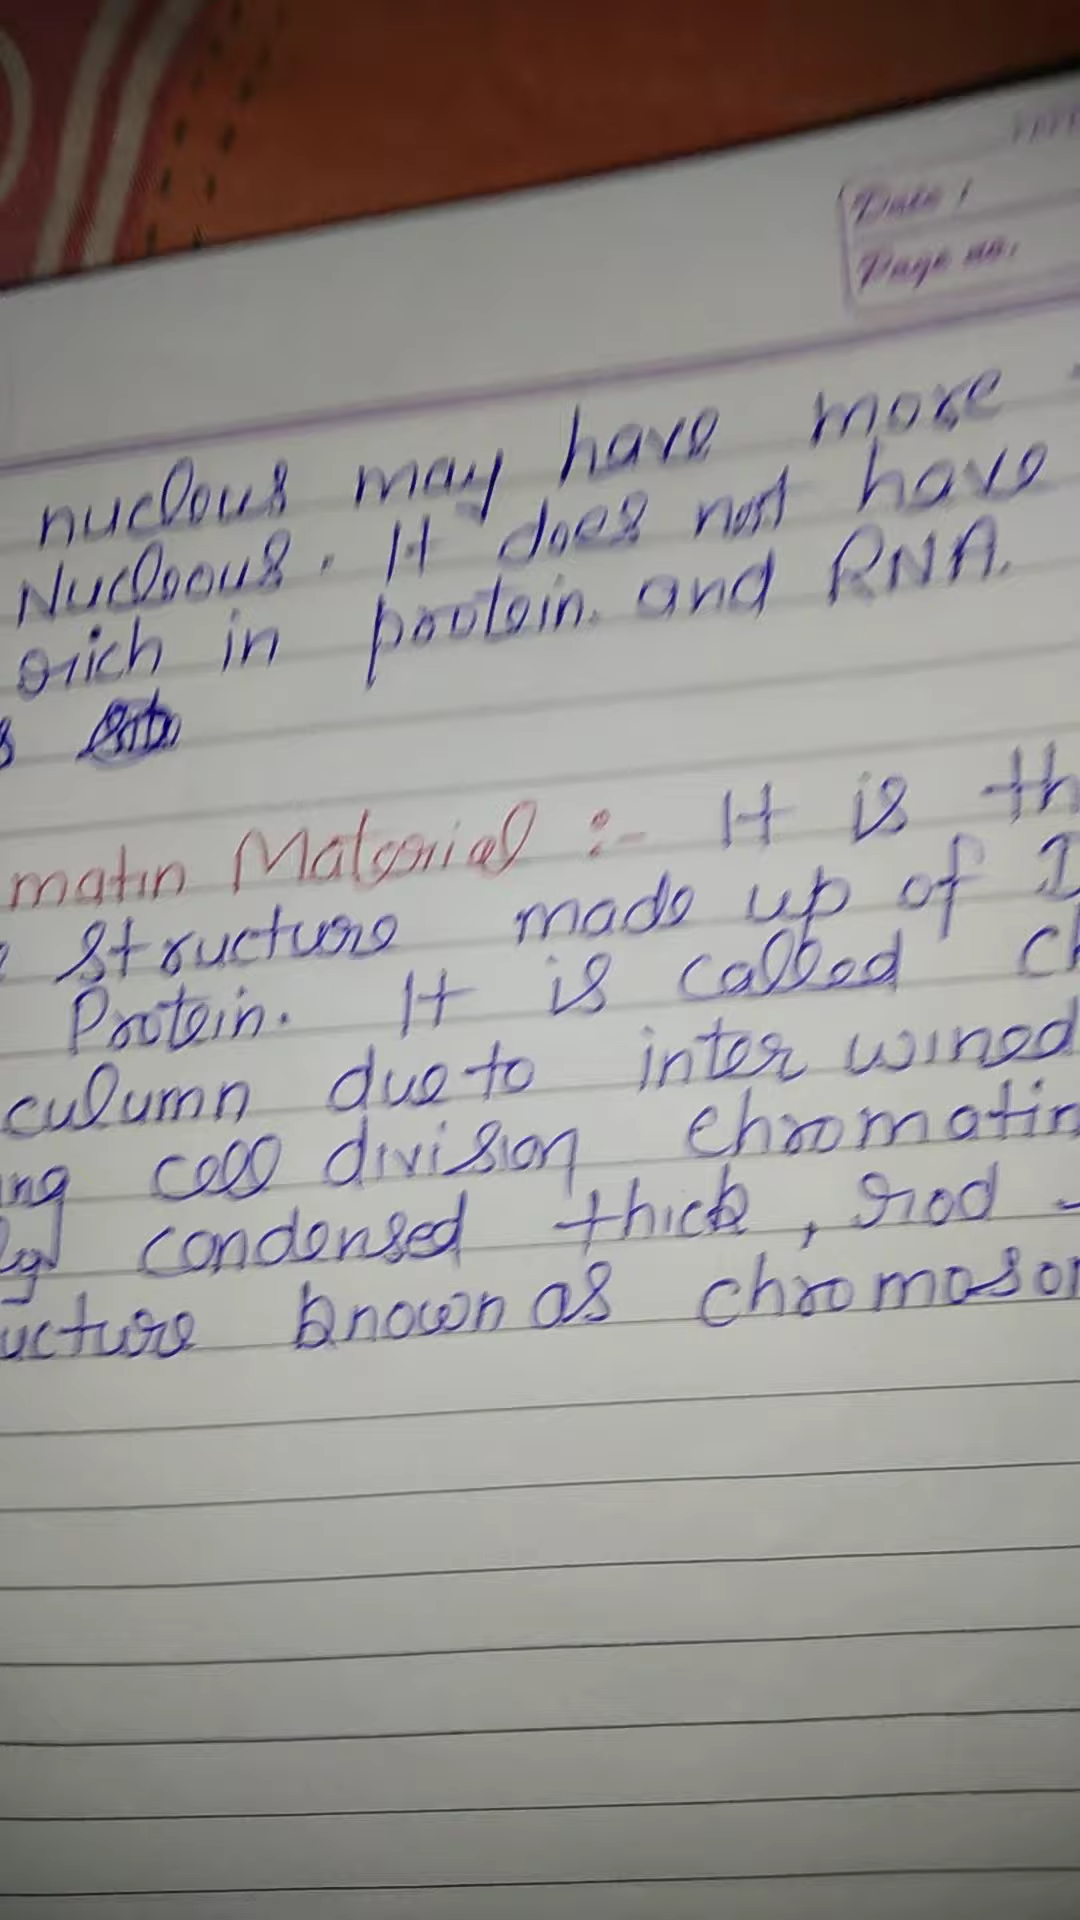 Date /
Page no.
nucleus may have more
Nucleous. It does not have
rich in protein. and RNA.
matin Material :- It is th
structure made up of
Protein. It is called ch
culumn due to inter wined
ing cell division chromatin
condensed thick, rod -
ucture known as chromoso